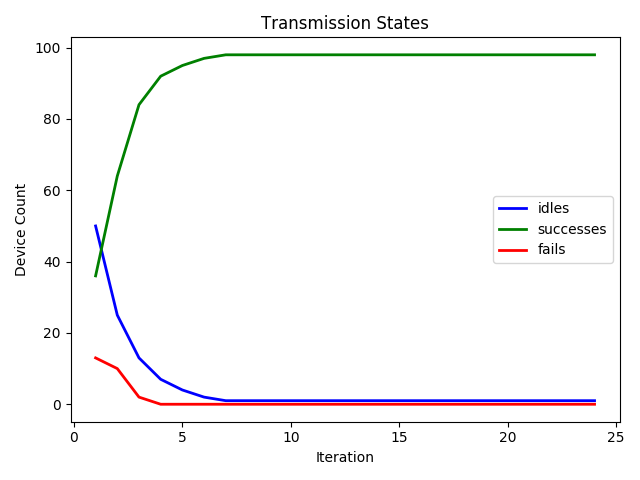 Transmission States
Device Count
100
80
60
40
20
0
idles
successes
fails
0 5 10 15 20 25
Iteration